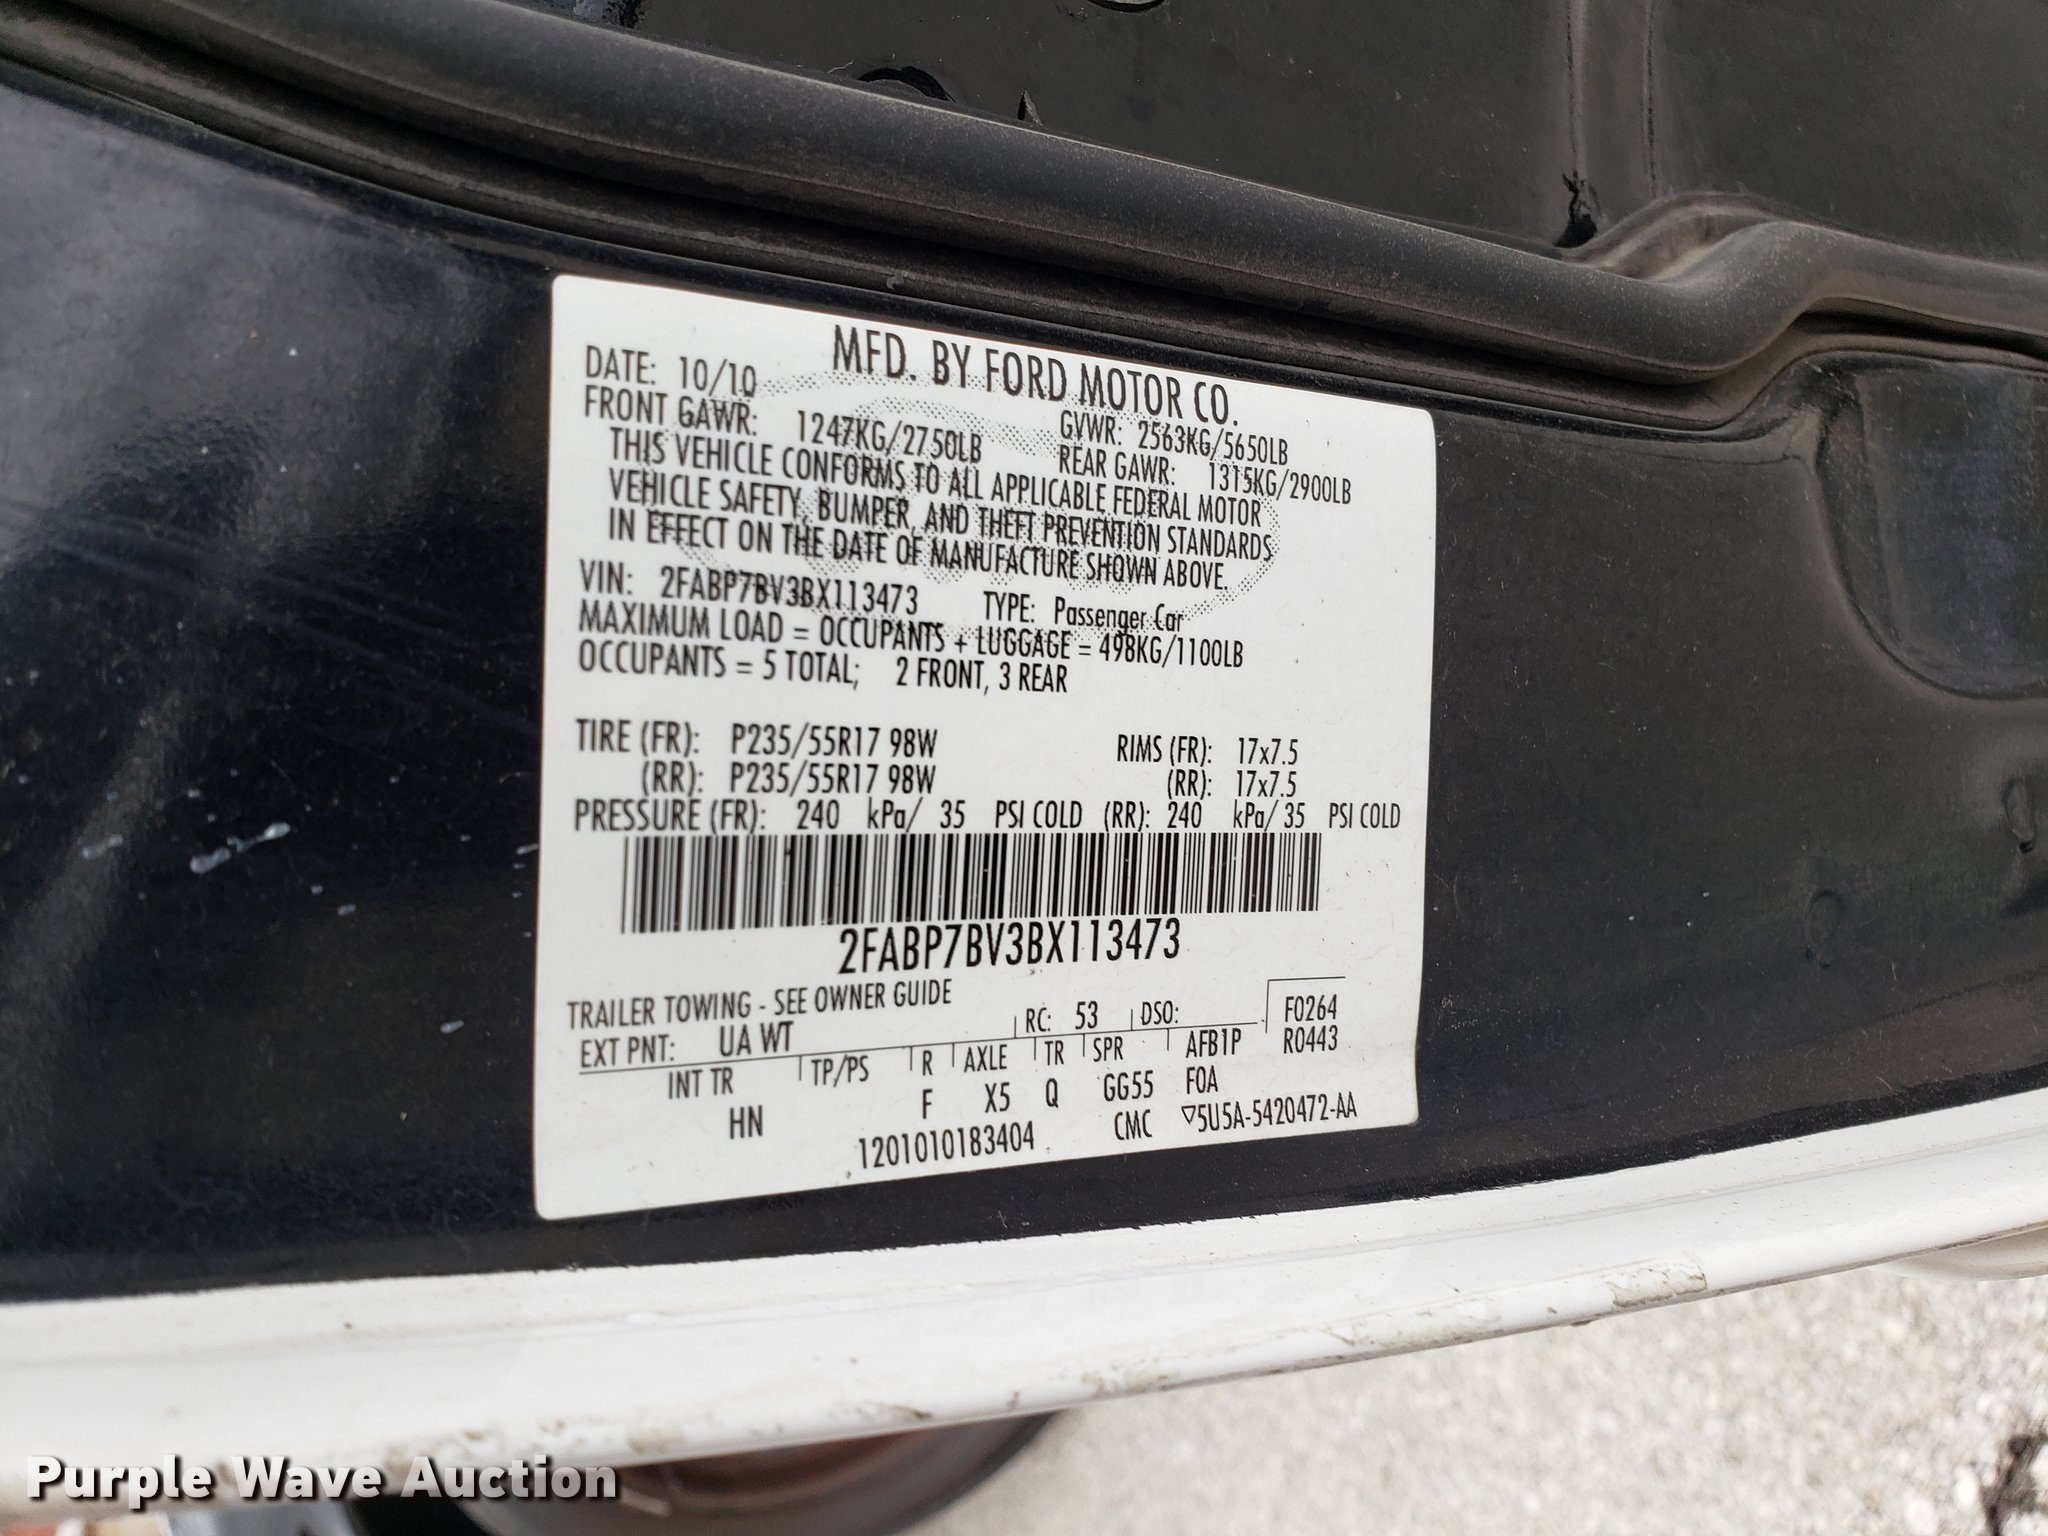 MFD. BY FORD MOTOR CO.
DATE: 10/10 GVWR: 2563KG/5650LB
FRONT GAWR: 1247KG/2750LB REAR GAWR: 1315KG/2900LB
THIS VEHICLE CONFORMS TO ALL APPLICABLE FEDERAL MOTOR
VEHICLE SAFETY, BUMPER, AND THEFT PREVENTION STANDARDS
IN EFFECT ON THE DATE OF MANUFACTURE SHOWN ABOVE.
VIN: 2FABP7BV3BX113473 TYPE: Passenger Car
MAXIMUM LOAD = OCCUPANTS + LUGGAGE = 498KG/1100LB
OCCUPANTS = 5 TOTAL; 2 FRONT, 3 REAR
TIRE (FR): P235/55R17 98W RIMS (FR): 17x7.5
(RR): P235/55R17 98W (RR): 17x7.5
PRESSURE (FR): 240 kPa/ 35 PSI COLD (RR): 240 kPa/ 35 PSI COLD
2FABP7BV3BX113473
TRAILER TOWING - SEE OWNER GUIDE
EXT PNT: UA WT RC: 53 DSO: F0264
INT TR TP/PS R AXLE TR SPR AFB1P R0443
HN F X5 Q GG55 FOA
1201010183404 CMC ▽5U5A-5420472-AA
Purple Wave Auction